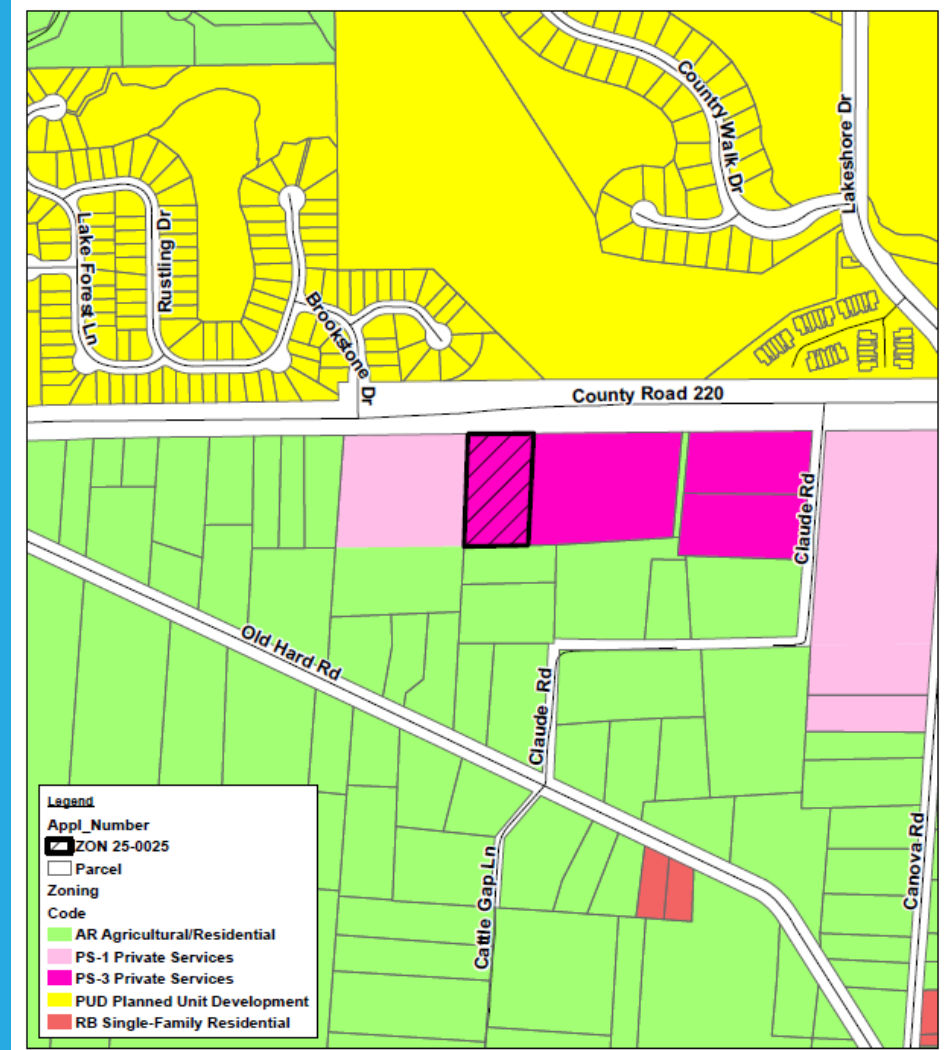 Country Walk Dr
Lakeshore Dr
Lake Forest Ln
Rustling Dr
Brookstone Dr
County Road 220
Claude Rd
Old Hard Rd
Claude Rd
Cattle Gap Ln
Canova Rd
Legend
Appl_Number
ZON 25-0025
Parcel
Zoning
Code
AR Agricultural/Residential
PS-1 Private Services
PS-3 Private Services
PUD Planned Unit Development
RB Single-Family Residential